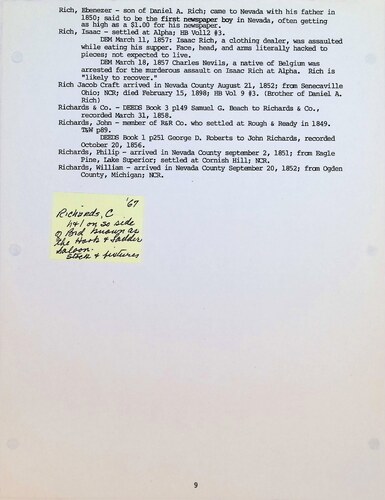 Rich, Ebenezer - son of Daniel A. Rich; came to Nevada with his father in
1850; said to be the first newspaper boy in Nevada, often getting
as high as $1.00 for his newspaper.
Rich, Isaac - settled at Alpha; HB Vol12 #3.
DEM March 11, 1857: Isaac Rich, a clothing dealer, was assaulted
while eating his supper. Face, head, and arms literally hacked to
pieces; not expected to live.
DEM March 18, 1857 Charles Nevils, a native of Belgium was
arrested for the murderous assault on Isaac Rich at Alpha. Rich is
"likely to recover."
Rich Jacob Craft arrived in Nevada County August 21, 1852; from Senecaville
Ohio; NCR; died February 15, 1898; HB Vol 9 #3. (Brother of Daniel A.
Rich)
Richards & Co. - DEEDS Book 3 p149 Samuel G. Beach to Richards & Co.,
recorded March 31, 1858.
Richards, John - member of R&R Co. who settled at Rough & Ready in 1849.
T&W p89.
DEEDS Book 1 p251 George D. Roberts to John Richards, recorded
October 20, 1856.
Richards, Philip - arrived in Nevada County september 2, 1851; from Eagle
Pine, Lake Superior; settled at Cornish Hill; NCR.
Richards, William - arrived in Nevada County September 20, 1852; from Ogden
County, Michigan; NCR.
'67
Richards, C
h&l on so side
of Brd known as
the Hook & Ladder
Saloon.
Stock & fixtures
9